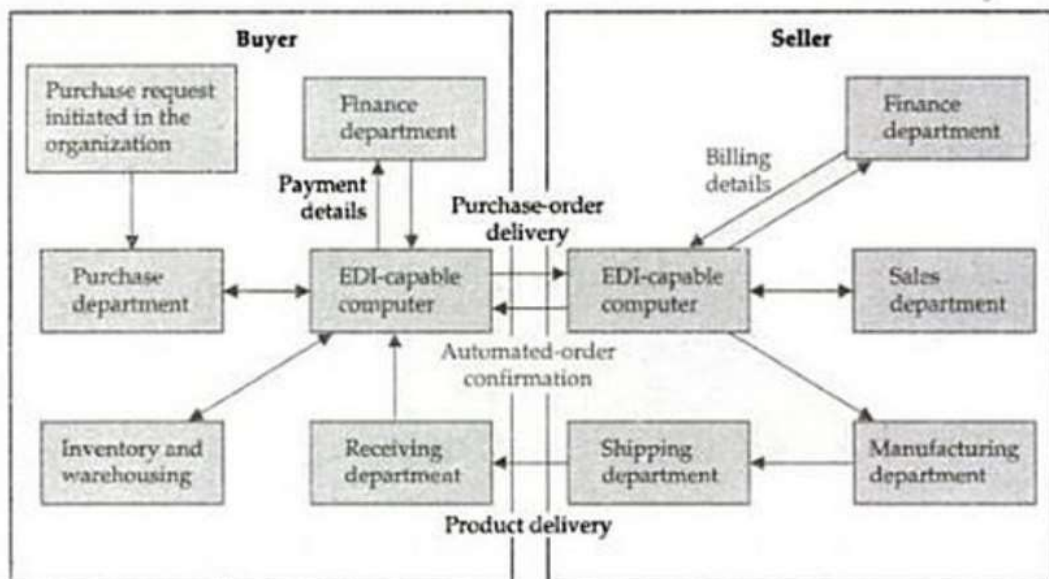 Buyer
Seller
Purchase request
initiated in the
organization
Finance
department
Finance
department
Billing
details
Payment
details
Purchase-order
delivery
Purchase
department
EDI-capable
computer
EDI-capable
computer
Sales
department
Automated-order
confirmation
Inventory and
warehousing
Receiving
department
Shipping
department
Manufacturing
department
Product delivery